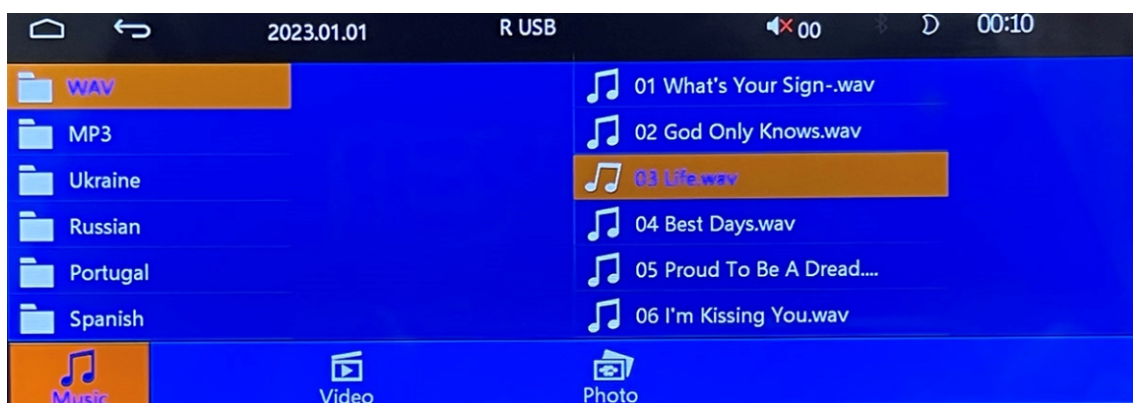 2023.01.01 R USB 00 00:10
WAV
MP3
Ukraine
Russian
Portugal
Spanish
01 What's Your Sign-.wav
02 God Only Knows.wav
03 Life.wav
04 Best Days.wav
05 Proud To Be A Dread....
06 I'm Kissing You.wav
Music Video Photo